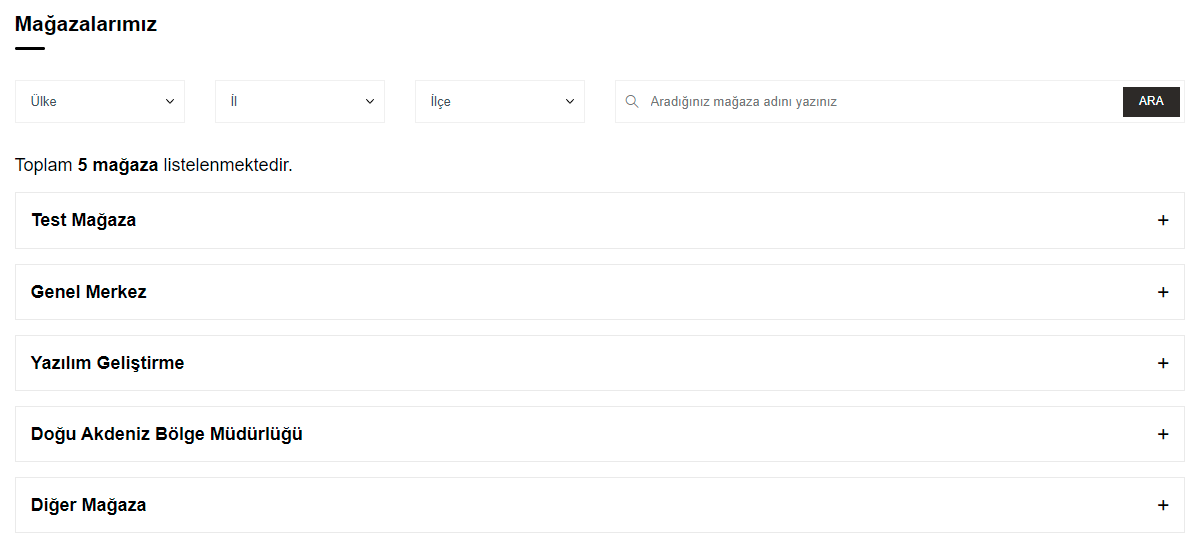 Mağazalarımız
Ülke İl İlçe Aradığınız mağaza adını yazınız ARA
Toplam 5 mağaza listelenmektedir.
Test Mağaza +
Genel Merkez +
Yazılım Geliştirme +
Doğu Akdeniz Bölge Müdürlüğü +
Diğer Mağaza +